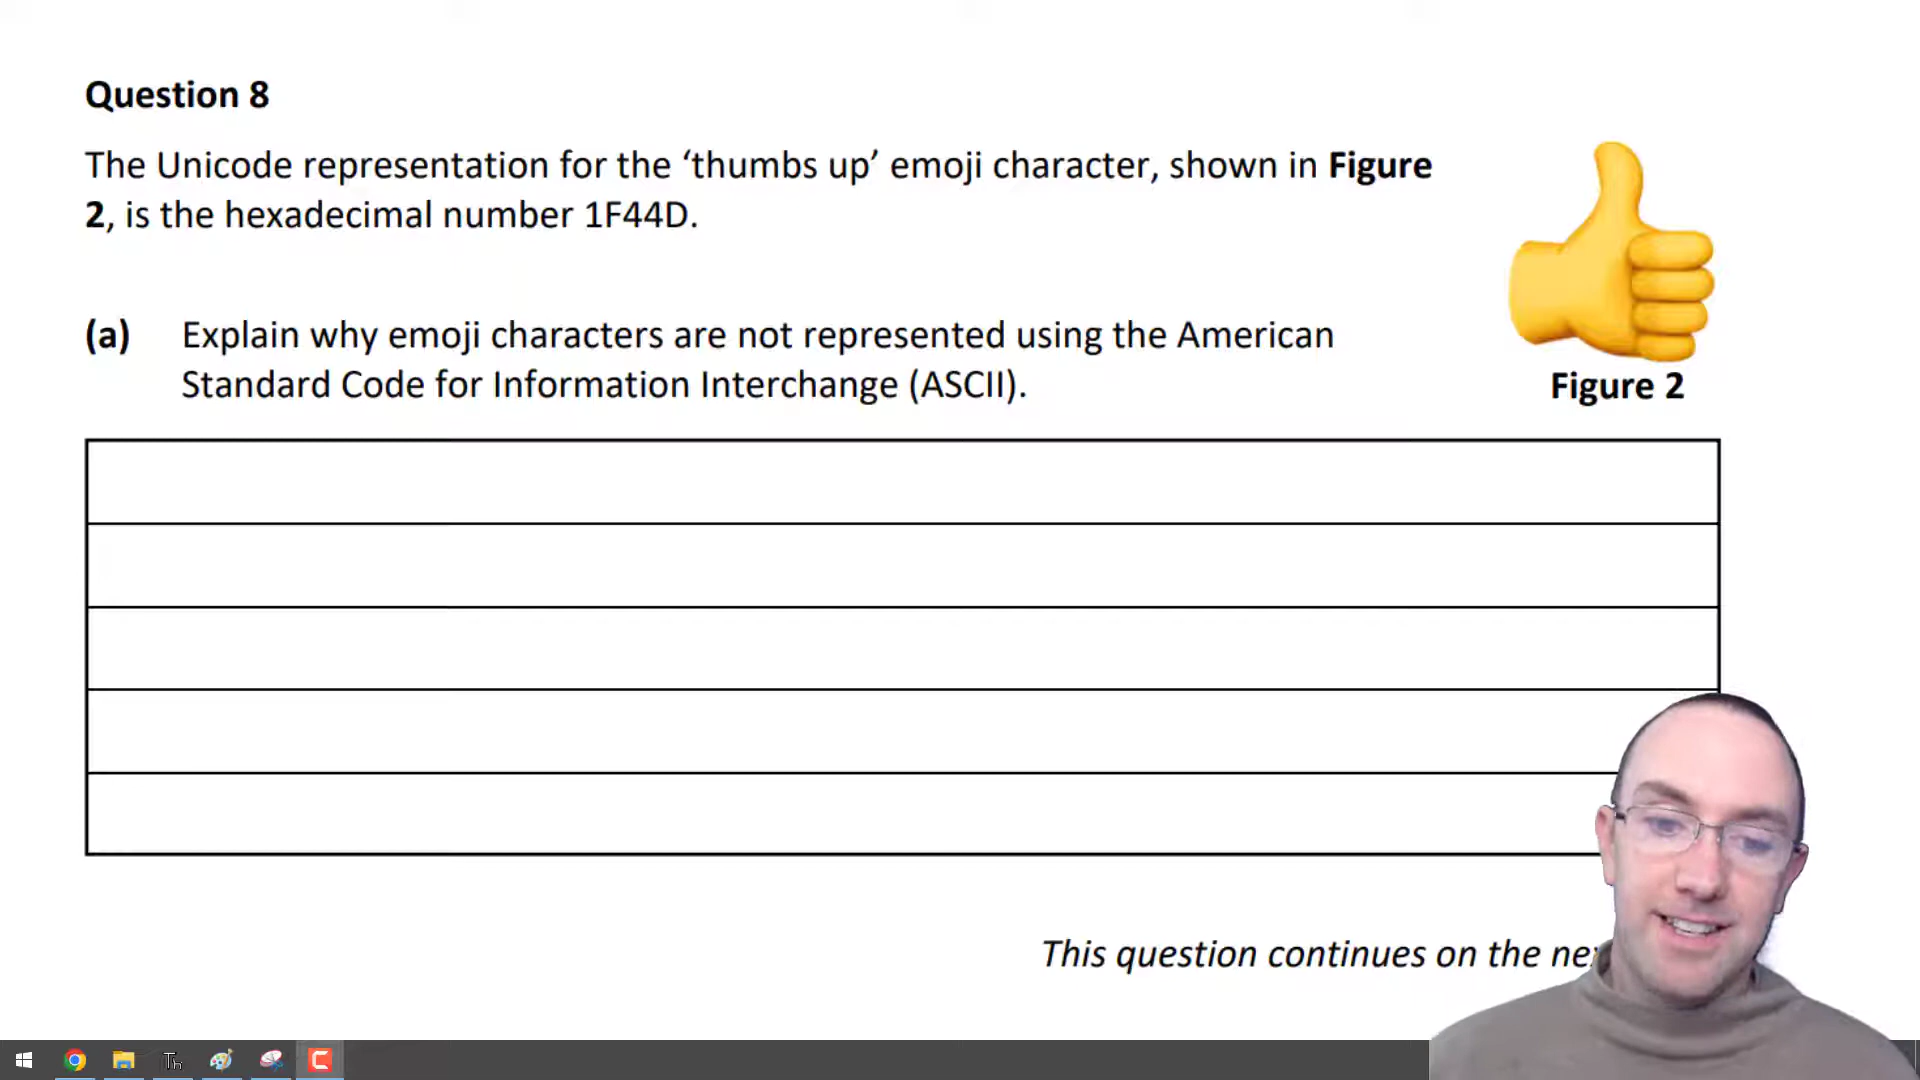 Question 8
The Unicode representation for the ‘thumbs up’ emoji character, shown in Figure
2, is the hexadecimal number 1F44D.
(a) Explain why emoji characters are not represented using the American
Standard Code for Information Interchange (ASCII).
Figure 2
This question continues on the